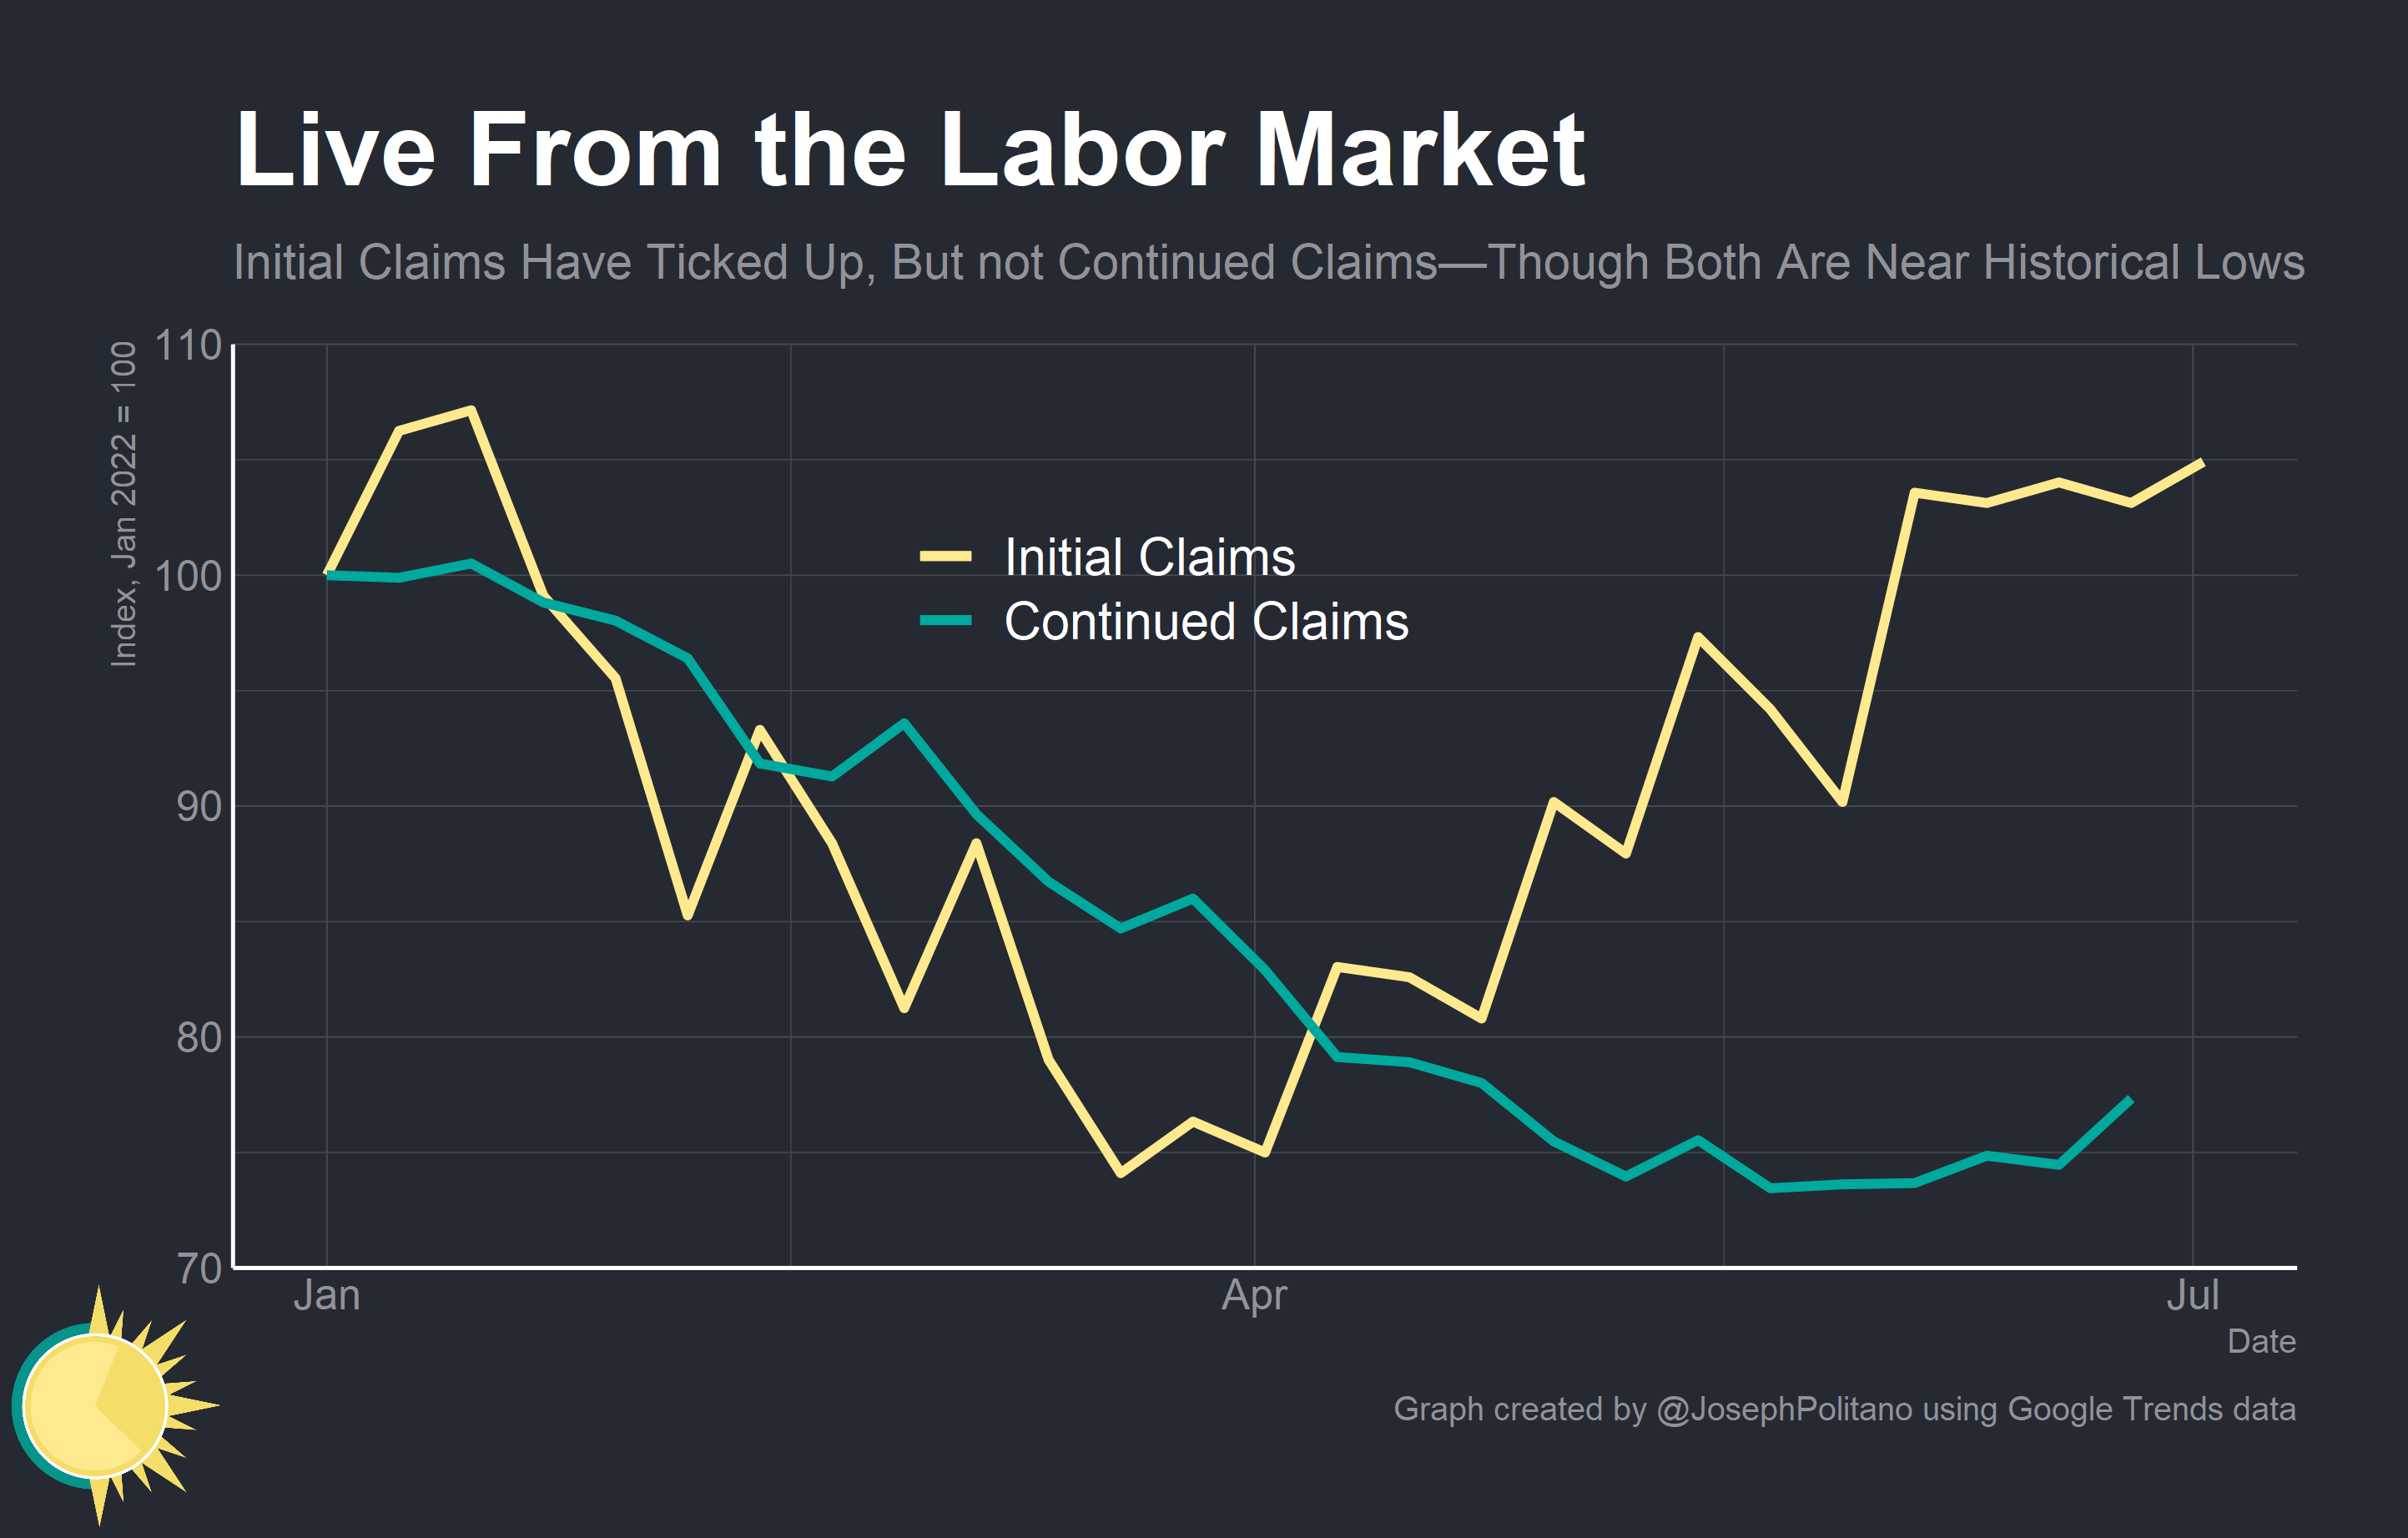 Live From the Labor Market
Initial Claims Have Ticked Up, But not Continued Claims—Though Both Are Near Historical Lows
Index, Jan 2022 = 100
110
100
90
80
70
Initial Claims
Continued Claims
Jan
Apr
Jul
Date
Graph created by @JosephPolitano using Google Trends data